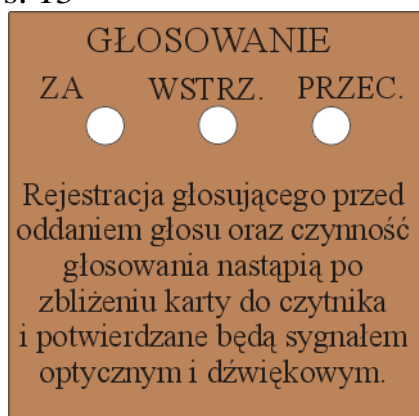 s. 13
GŁOSOWANIE
ZA WSTRZ. PRZEC.
Rejestracja głosującego przed
oddaniem głosu oraz czynność
głosowania nastąpią po
zbliżeniu karty do czytnika
i potwierdzane będą sygnałem
optycznym i dźwiękowym.